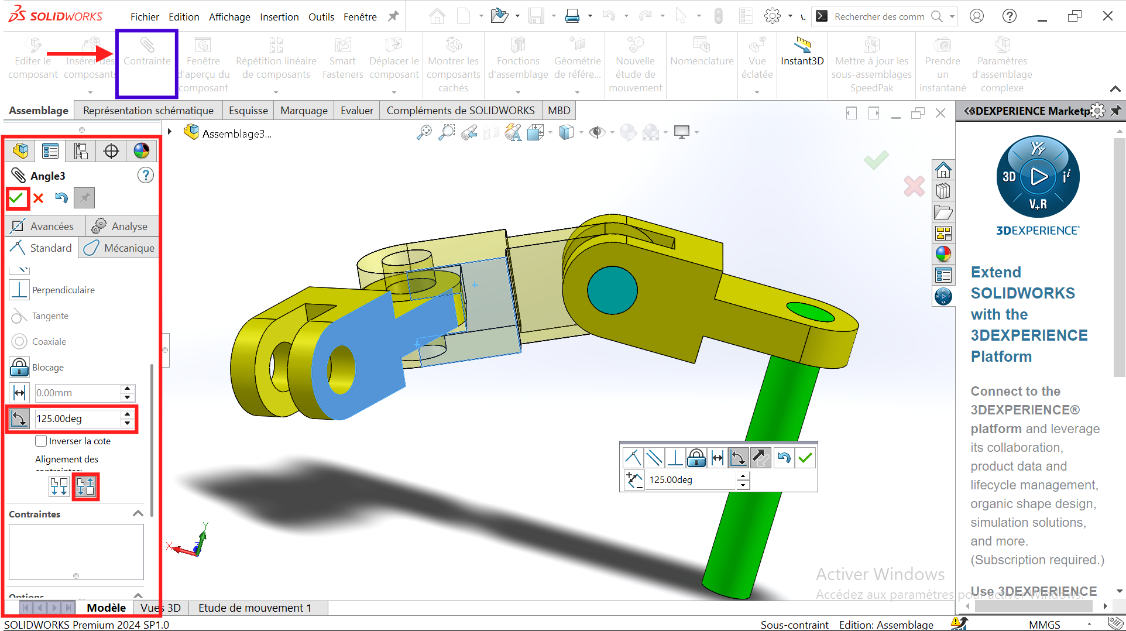 SOLIDWORKS Fichier Edition Affichage Insertion Outils Fenêtre Rechercher des comm
Editer le composant
Insérer des composants
Contrainte
Fenêtre d'aperçu du composant
Répétition linéaire de composants
Smart Fasteners
Déplacer le composant
Montrer les composants cachés
Fonctions d'assemblage
Géométrie de référe...
Nouvelle étude de mouvement
Nomenclature
Vue éclatée
Instant3D
Mettre à jour les sous-assemblages SpeedPak
Prendre un instantané
Paramètres d'assemblage complexe
Assemblage Représentation schématique Esquisse Marquage Evaluer Compléments de SOLIDWORKS MBD
Assemblage3...
Angle3
Avancées Analyse
Standard Mécanique
Perpendiculaire
Tangente
Coaxiale
Blocage
0.00mm
125.00deg
Inverser la cote
Alignement des
contraintes:
Contraintes
Options
125.00deg
X
Y
Z
Activer Windows
Accédez aux paramètres pour activer Windows.
3DEXPERIENCE Marketp
3D
V+R
3DEXPERIENCE
Extend
SOLIDWORKS
with the
3DEXPERIENCE
Platform
Connect to the
3DEXPERIENCE®
platform and leverage
its collaboration,
product data and
lifecycle management,
organic shape design,
simulation solutions,
and more.
(Subscription required.)
Use 3DEXPERIENCE
Modèle Vues 3D Etude de mouvement 1
SOLIDWORKS Premium 2024 SP1.0 Sous-contraint Edition: Assemblage MMGS